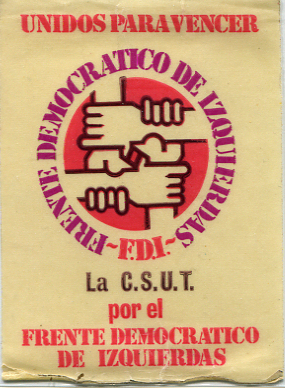 UNIDOS PARA VENCER
FRENTE DEMOCRATICO DE IZQUIERDAS
~F.D.I.~
La C.S.U.T.
por el
FRENTE DEMOCRATICO
DE IZQUIERDAS